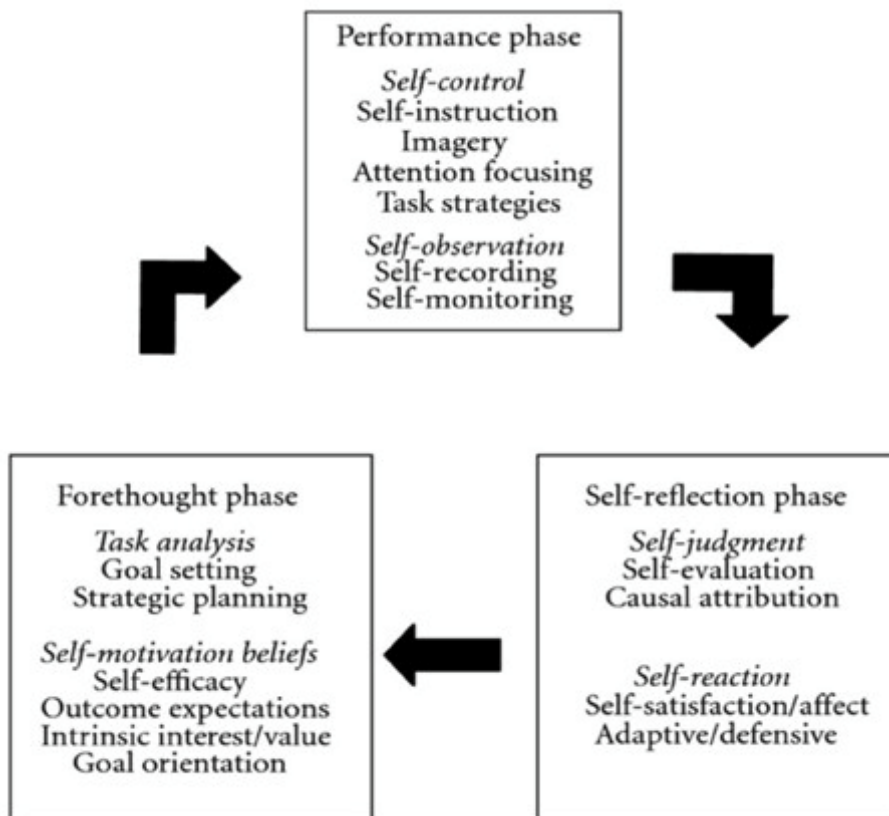 Performance phase
Self-control
Self-instruction
Imagery
Attention focusing
Task strategies
Self-observation
Self-recording
Self-monitoring
Forethought phase
Task analysis
Goal setting
Strategic planning
Self-motivation beliefs
Self-efficacy
Outcome expectations
Intrinsic interest/value
Goal orientation
Self-reflection phase
Self-judgment
Self-evaluation
Causal attribution
Self-reaction
Self-satisfaction/affect
Adaptive/defensive